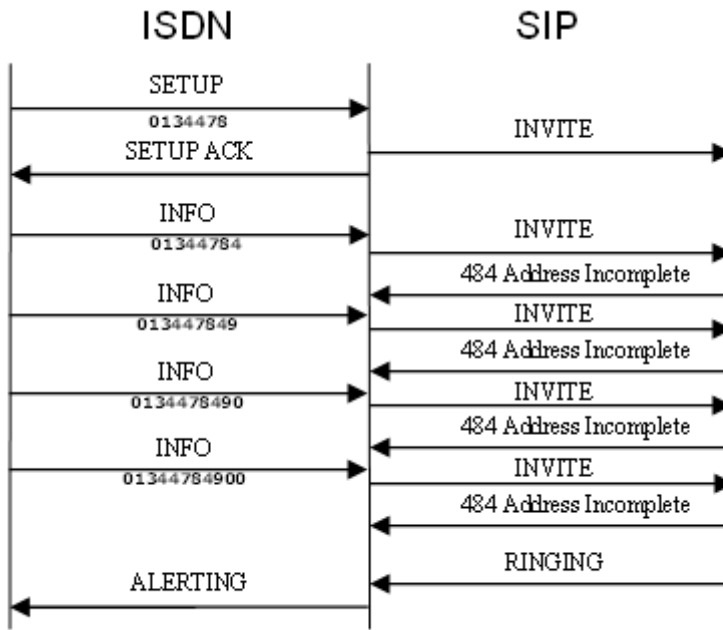 ISDN SIP
SETUP
0134478
INVITE
SETUP ACK
INFO
01344784
INVITE
484 Address Incomplete
INFO
013447849
INVITE
484 Address Incomplete
INFO
0134478490
INVITE
484 Address Incomplete
INFO
01344784900
INVITE
484 Address Incomplete
RINGING
ALERTING